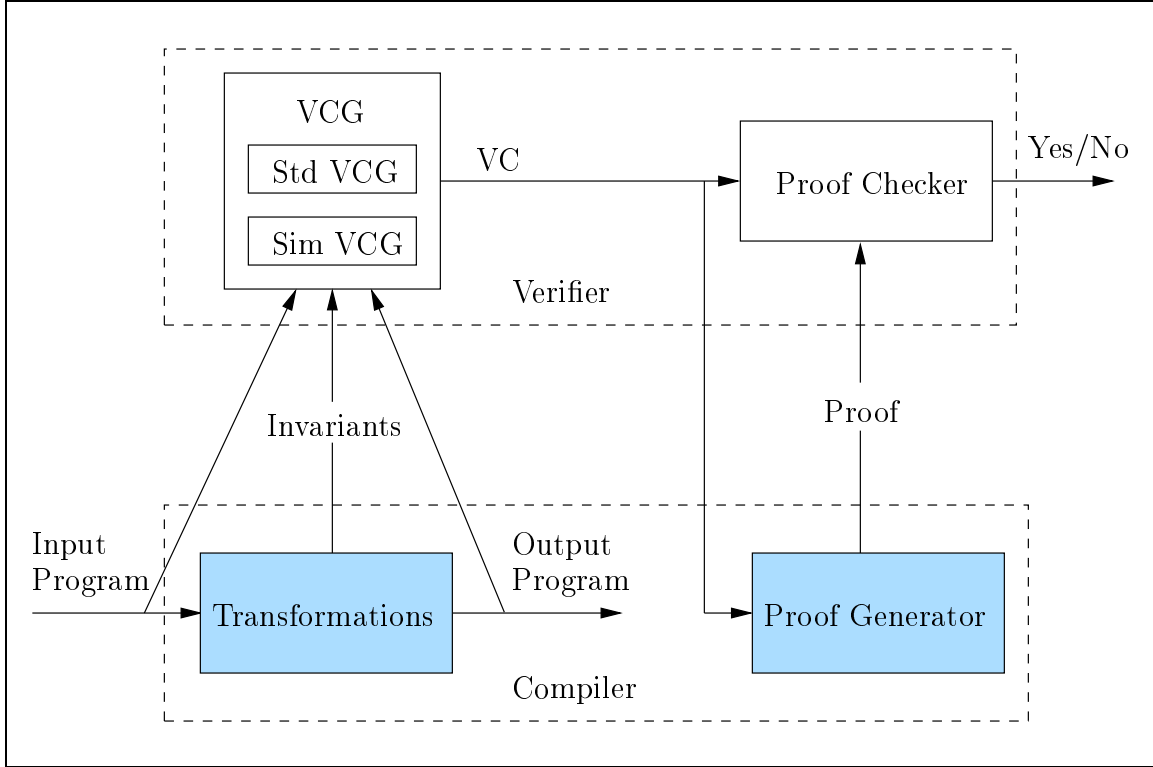 VCG
Std VCG
Sim VCG
VC
Proof Checker
Yes/No
Verifier
Invariants
Proof
Input
Program
Output
Program
Transformations
Proof Generator
Compiler